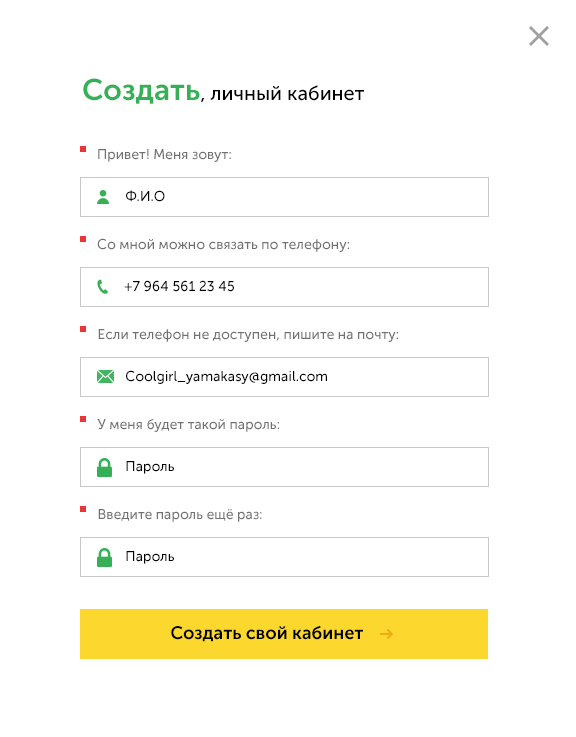 Создать, личный кабинет
Привет! Меня зовут:
Ф.И.О
Со мной можно связать по телефону:
+7 964 561 23 45
Если телефон не доступен, пишите на почту:
Coolgirl_yamakasy@gmail.com
У меня будет такой пароль:
Пароль
Введите пароль ещё раз:
Пароль
Создать свой кабинет →